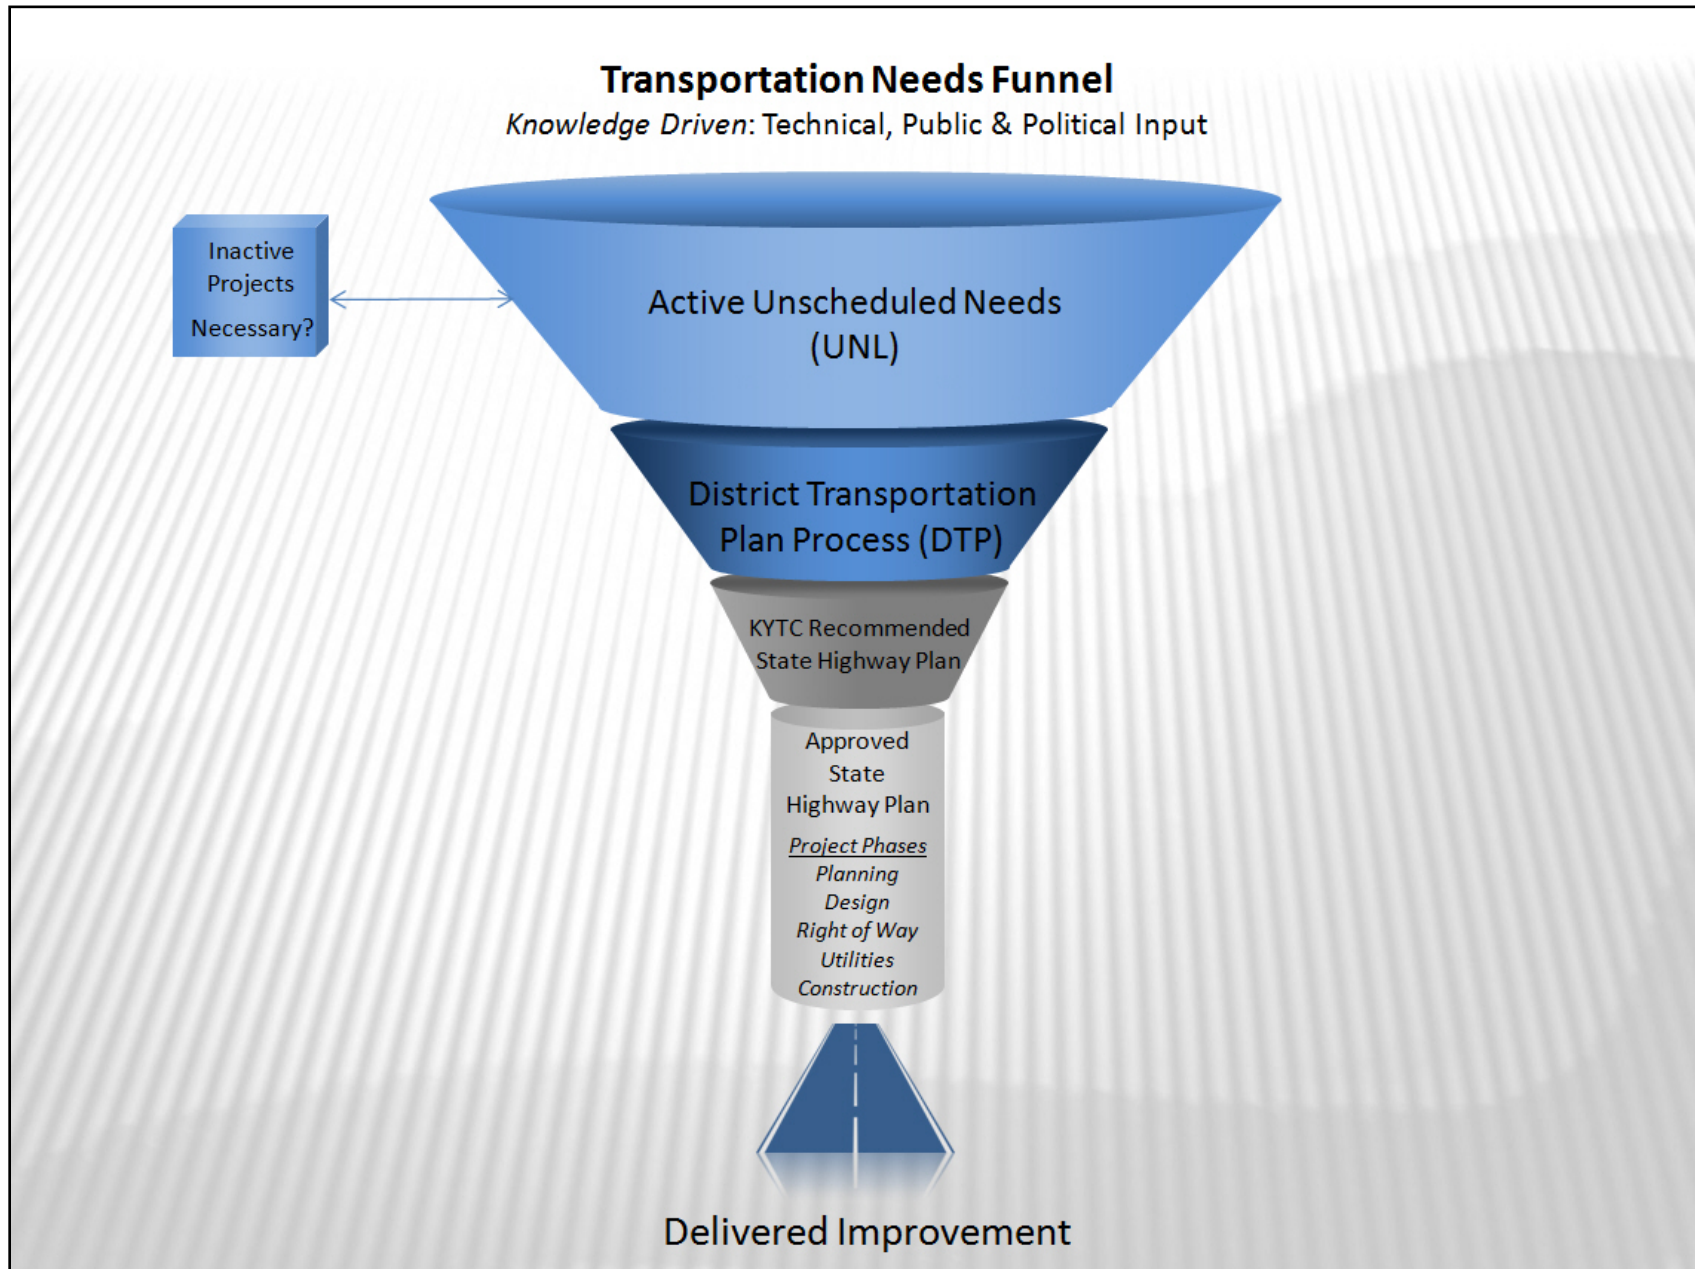 Transportation Needs Funnel
Knowledge Driven: Technical, Public & Political Input
Inactive
Projects
Necessary?
Active Unscheduled Needs
(UNL)
District Transportation
Plan Process (DTP)
KYTC Recommended
State Highway Plan
Approved
State
Highway Plan
Project Phases
Planning
Design
Right of Way
Utilities
Construction
Delivered Improvement